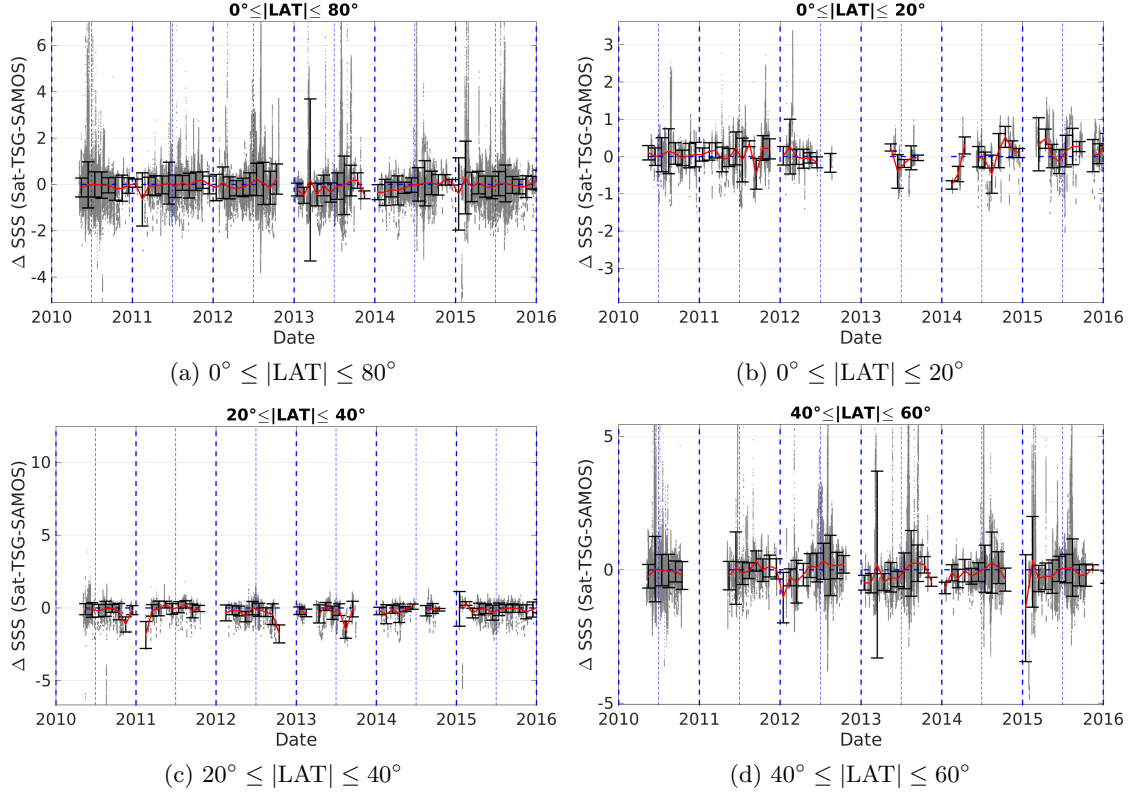 0°≤|LAT|≤ 80°
Δ SSS (Sat-TSG-SAMOS)
6
4
2
0
-2
-4
2010 2011 2012 2013 2014 2015 2016
Date
(a) 0° ≤ |LAT| ≤ 80°
0°≤|LAT|≤ 20°
Δ SSS (Sat-TSG-SAMOS)
3
2
1
0
-1
-2
-3
2010 2011 2012 2013 2014 2015 2016
Date
(b) 0° ≤ |LAT| ≤ 20°
20°≤|LAT|≤ 40°
Δ SSS (Sat-TSG-SAMOS)
10
5
0
-5
2010 2011 2012 2013 2014 2015 2016
Date
(c) 20° ≤ |LAT| ≤ 40°
40°≤|LAT|≤ 60°
Δ SSS (Sat-TSG-SAMOS)
5
0
-5
2010 2011 2012 2013 2014 2015 2016
Date
(d) 40° ≤ |LAT| ≤ 60°